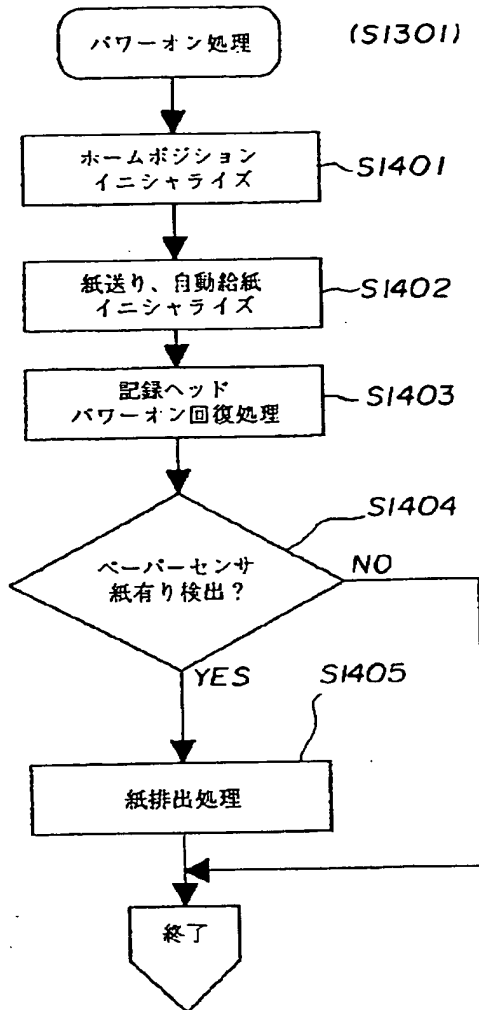 パワーオン処理
(S1301)
ホームポジション
イニシャライズ
S1401
紙送り、自動給紙
イニシャライズ
S1402
記録ヘッド
パワーオン回復処理
S1403
S1404
ペーパーセンサ
紙有り検出?
NO
YES
S1405
紙排出処理
終了